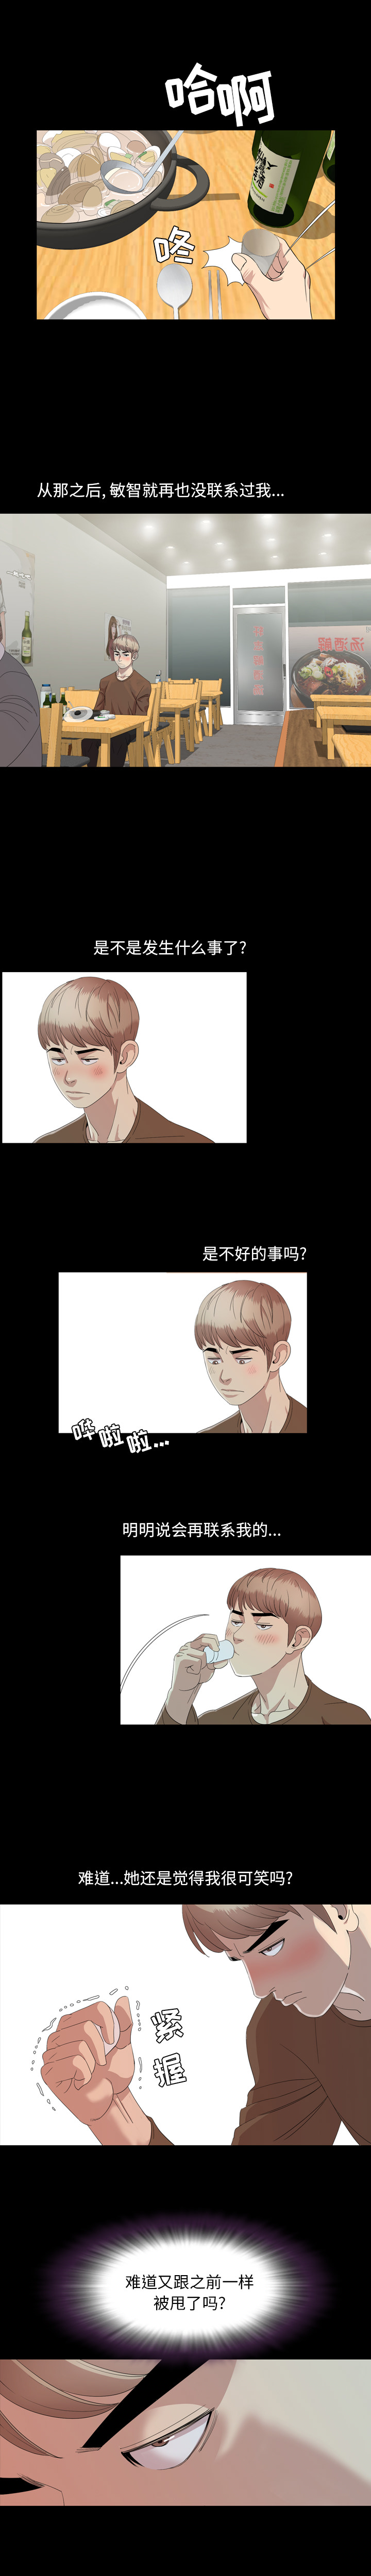 哈啊
咚
从那之后, 敏智就再也没联系过我...
汤酒解
是不是发生什么事了?
是不好的事吗?
哗啦啦...
明明说会再联系我的...
难道...她还是觉得我很可笑吗?
紧
握
难道又跟之前一样
被甩了吗?